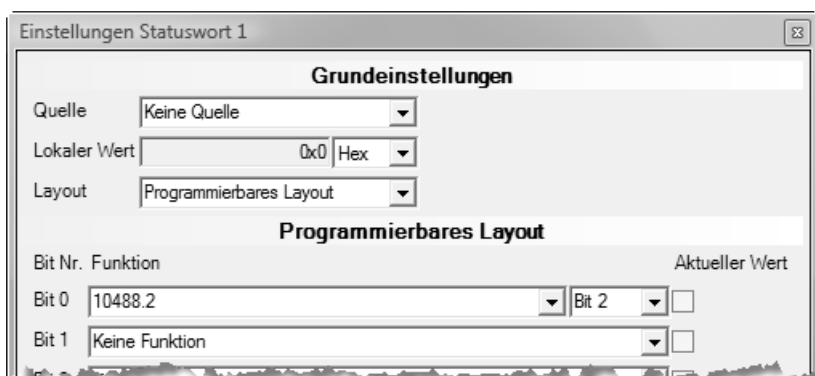 Einstellungen Statuswort 1
Grundeinstellungen
Quelle Keine Quelle
Lokaler Wert 0x0 Hex
Layout Programmierbares Layout
Programmierbares Layout
Bit Nr. Funktion Aktueller Wert
Bit 0 10488.2 Bit 2
Bit 1 Keine Funktion